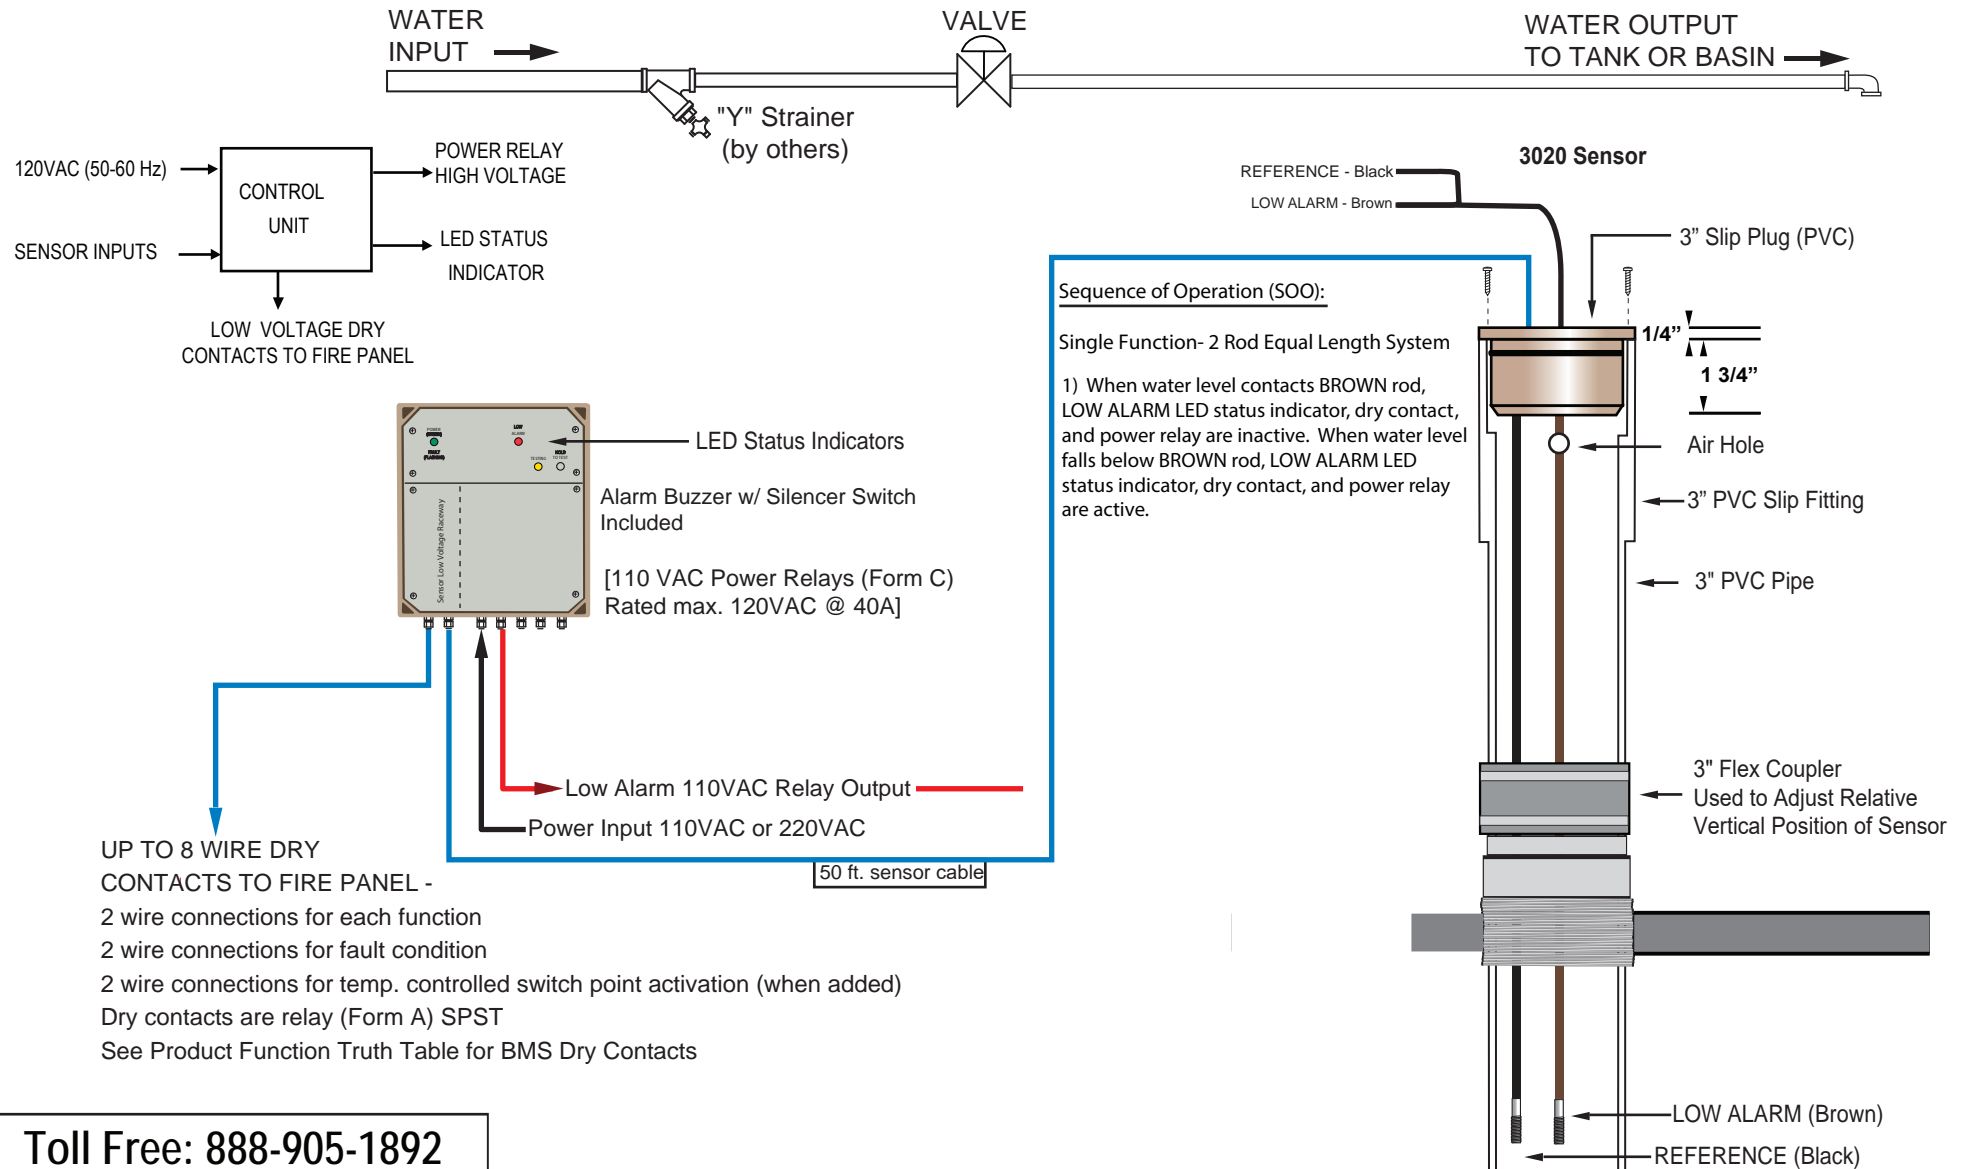 WATER
INPUT
VALVE
WATER OUTPUT
TO TANK OR BASIN
"Y" Strainer
(by others)
120VAC (50-60 Hz)
SENSOR INPUTS
CONTROL
UNIT
POWER RELAY
HIGH VOLTAGE
LED STATUS
INDICATOR
LOW VOLTAGE DRY
CONTACTS TO FIRE PANEL
3020 Sensor
REFERENCE - Black
LOW ALARM - Brown
3” Slip Plug (PVC)
1/4”
1 3/4”
Air Hole
3” PVC Slip Fitting
3" PVC Pipe
3" Flex Coupler
Used to Adjust Relative
Vertical Position of Sensor
LOW ALARM (Brown)
REFERENCE (Black)
Sequence of Operation (SOO):
Single Function- 2 Rod Equal Length System
1) When water level contacts BROWN rod,
LOW ALARM LED status indicator, dry contact,
and power relay are inactive. When water level
falls below BROWN rod, LOW ALARM LED
status indicator, dry contact, and power relay
are active.
POWER
FAULT
(FLASHING)
LOW
ALARM
TESTING
HOLD
TO TEST
Sensor Low Voltage Raceway
LED Status Indicators
Alarm Buzzer w/ Silencer Switch
Included
[110 VAC Power Relays (Form C)
Rated max. 120VAC @ 40A]
Low Alarm 110VAC Relay Output
Power Input 110VAC or 220VAC
50 ft. sensor cable
UP TO 8 WIRE DRY
CONTACTS TO FIRE PANEL -
2 wire connections for each function
2 wire connections for fault condition
2 wire connections for temp. controlled switch point activation (when added)
Dry contacts are relay (Form A) SPST
See Product Function Truth Table for BMS Dry Contacts
Toll Free: 888-905-1892